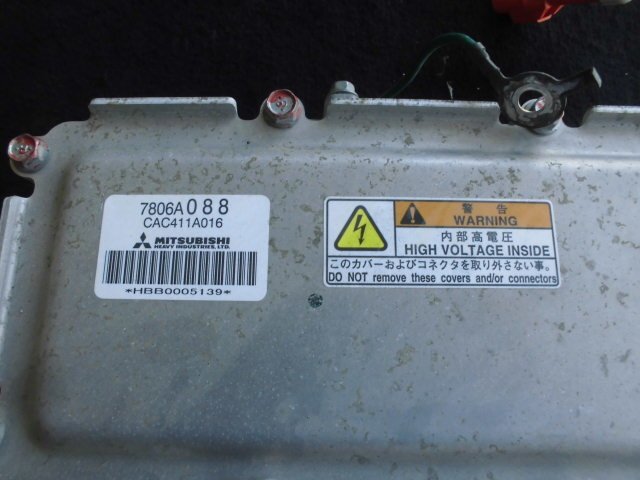 7806A088
CAC411A016
MITSUBISHI
HEAVY INDUSTRIES, LTD.
*HBB0005139*
警告
WARNING
内部高電圧
HIGH VOLTAGE INSIDE
このカバーおよびコネクタを取り外さない事。
DO NOT remove these covers and/or connectors